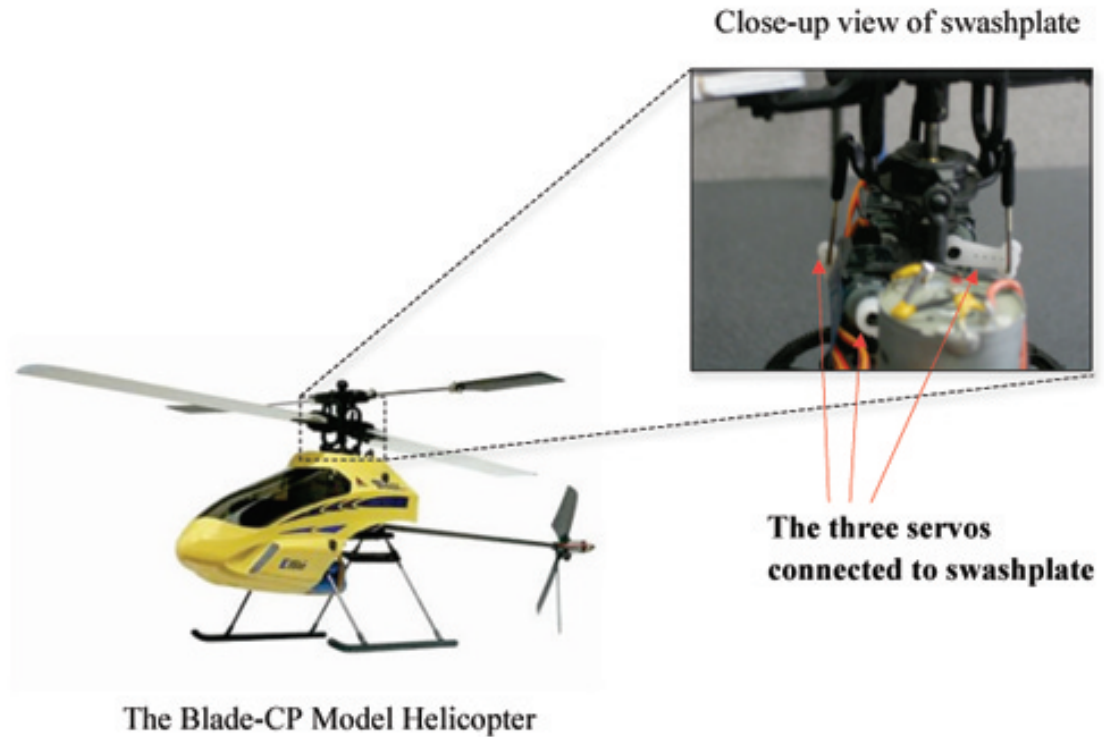 Close-up view of swashplate
The three servos
connected to swashplate
The Blade-CP Model Helicopter